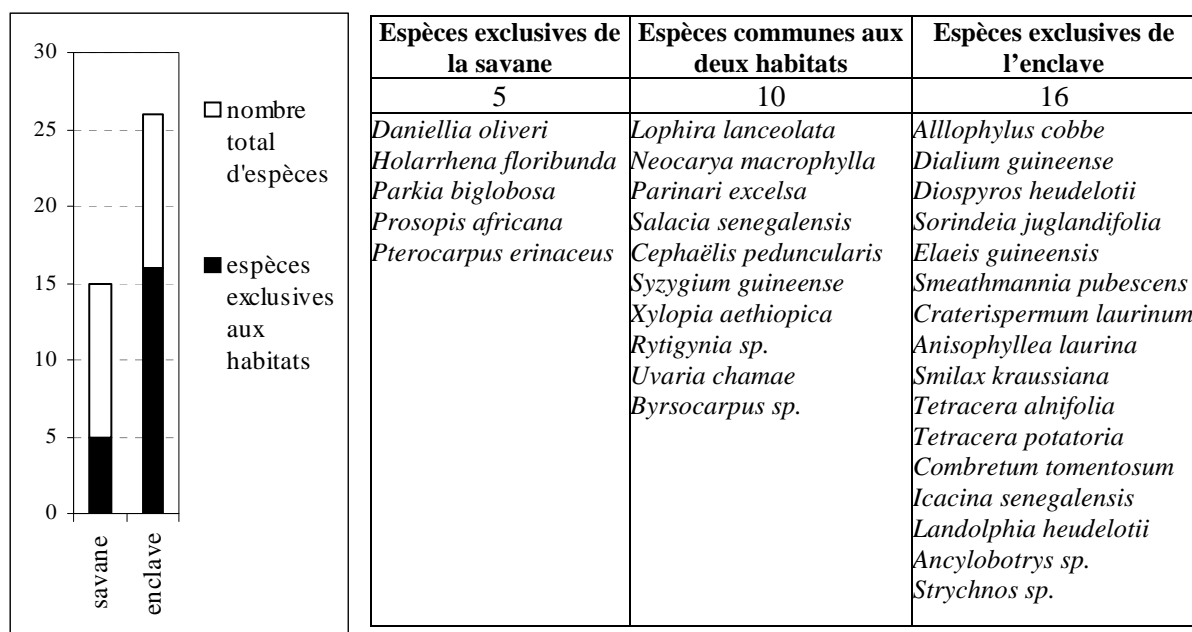 30
25
20
15
10
5
0
savane
enclave
nombre
total
d'espèces
espèces
exclusives
aux
habitats
Espèces exclusives de
la savane
Espèces communes aux
deux habitats
Espèces exclusives de
l’enclave
5
10
16
Daniellia oliveri
Holarrhena floribunda
Parkia biglobosa
Prosopis africana
Pterocarpus erinaceus
Lophira lanceolata
Neocarya macrophylla
Parinari excelsa
Salacia senegalensis
Cephaëlis peduncularis
Syzygium guineense
Xylopia aethiopica
Rytigynia sp.
Uvaria chamae
Byrsocarpus sp.
Alllophylus cobbe
Dialium guineense
Diospyros heudelotii
Sorindeia juglandifolia
Elaeis guineensis
Smeathmannia pubescens
Craterispermum laurinum
Anisophyllea laurina
Smilax kraussiana
Tetracera alnifolia
Tetracera potatoria
Combretum tomentosum
Icacina senegalensis
Landolphia heudelotii
Ancylobotrys sp.
Strychnos sp.